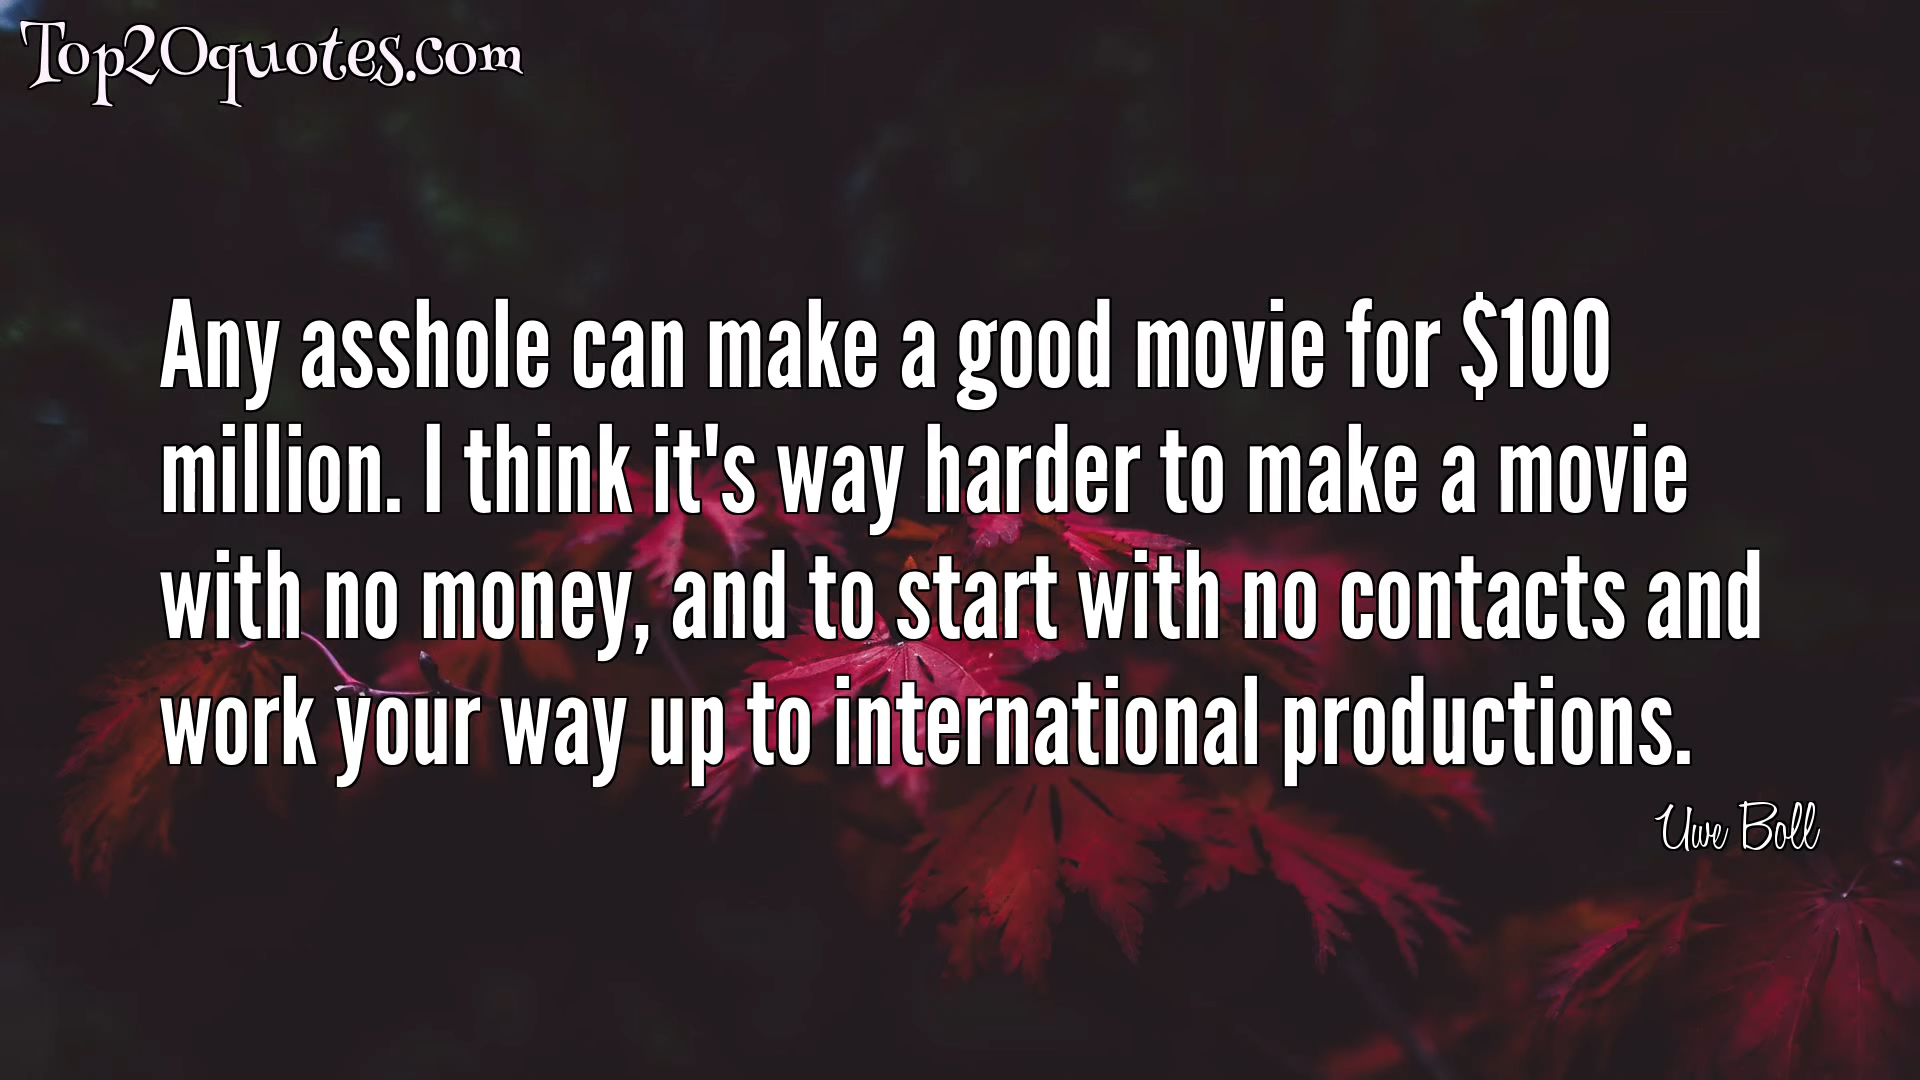 Top20quotes.com
Any asshole can make a good movie for $100
million. I think it's way harder to make a movie
with no money, and to start with no contacts and
work your way up to international productions.
Uwe Boll